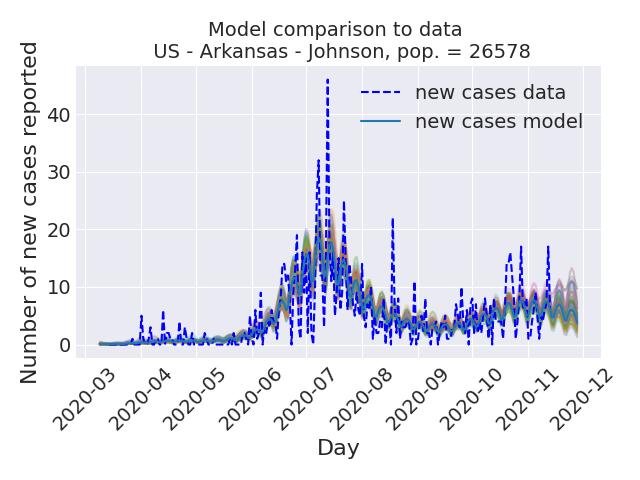 Model comparison to data
US - Arkansas - Johnson, pop. = 26578
Number of new cases reported
40
30
20
10
0
new cases data
new cases model
2020-03
2020-04
2020-05
2020-06
2020-07
2020-08
2020-09
2020-10
2020-11
2020-12
Day